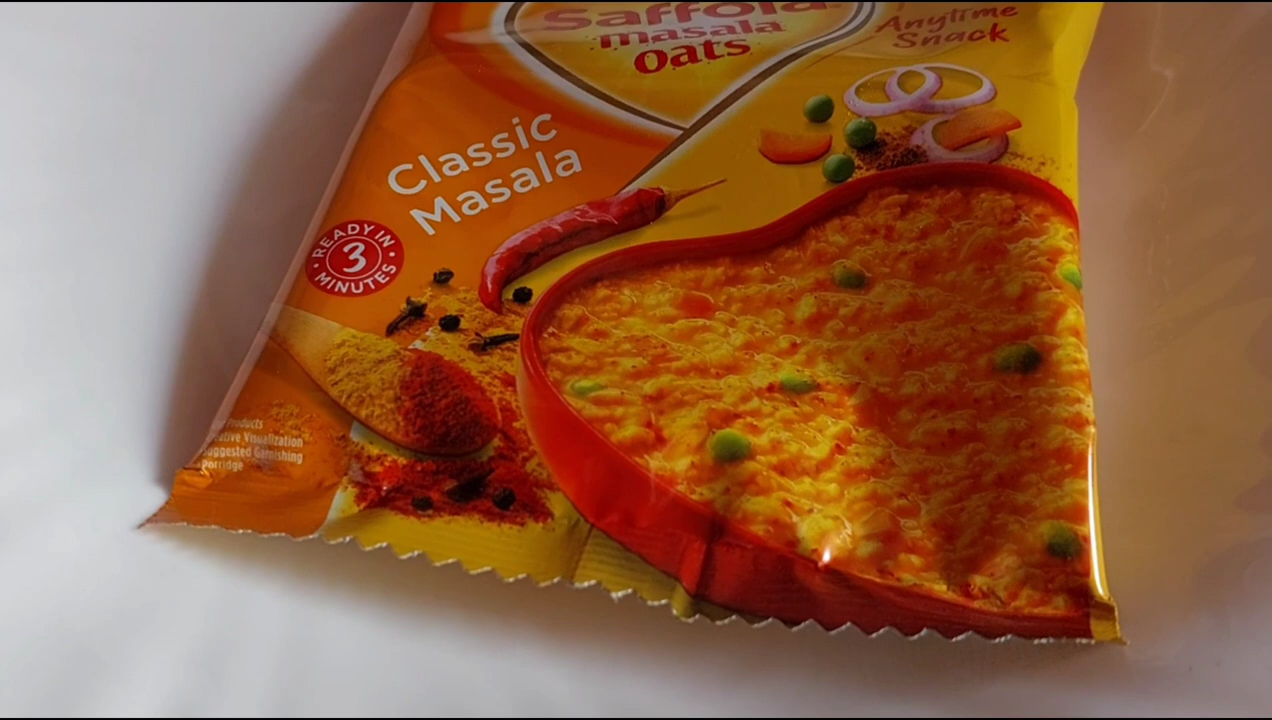 Saffola
masala
oats
Anytime
Snack
Classic
Masala
READY IN
3
MINUTES
Products
Visualization
Suggested Garnishing
Porridge